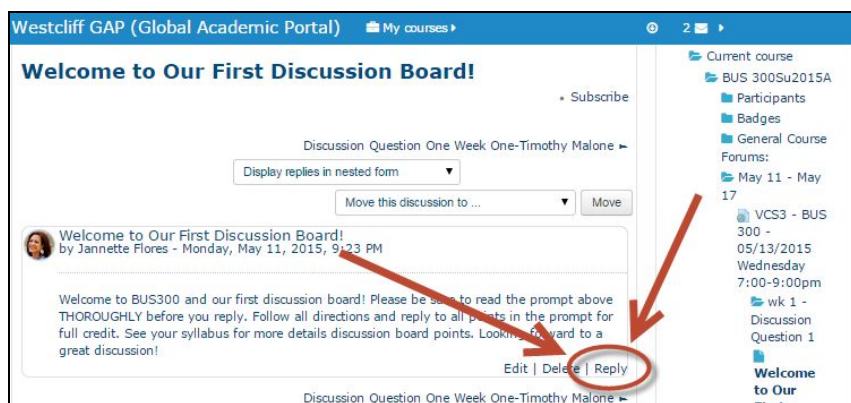 Westcliff GAP (Global Academic Portal) My courses 2
Welcome to Our First Discussion Board!
Subscribe
Discussion Question One Week One-Timothy Malone
Display replies in nested form
Move this discussion to ... Move
Welcome to Our First Discussion Board!
by Jannette Flores - Monday, May 11, 2015, 9:23 PM
Welcome to BUS300 and our first discussion board! Please be sure to read the prompt above
THOROUGHLY before you reply. Follow all directions and reply to all points in the prompt for
full credit. See your syllabus for more details discussion board points. Looking forward to a
great discussion!
Edit | Delete | Reply
Discussion Question One Week One-Timothy Malone
Current course
BUS 300Su2015A
Participants
Badges
General Course
Forums:
May 11 - May
17
VCS3 - BUS
300 -
05/13/2015
Wednesday
7:00-9:00pm
wk 1 -
Discussion
Question 1
Welcome
to Our